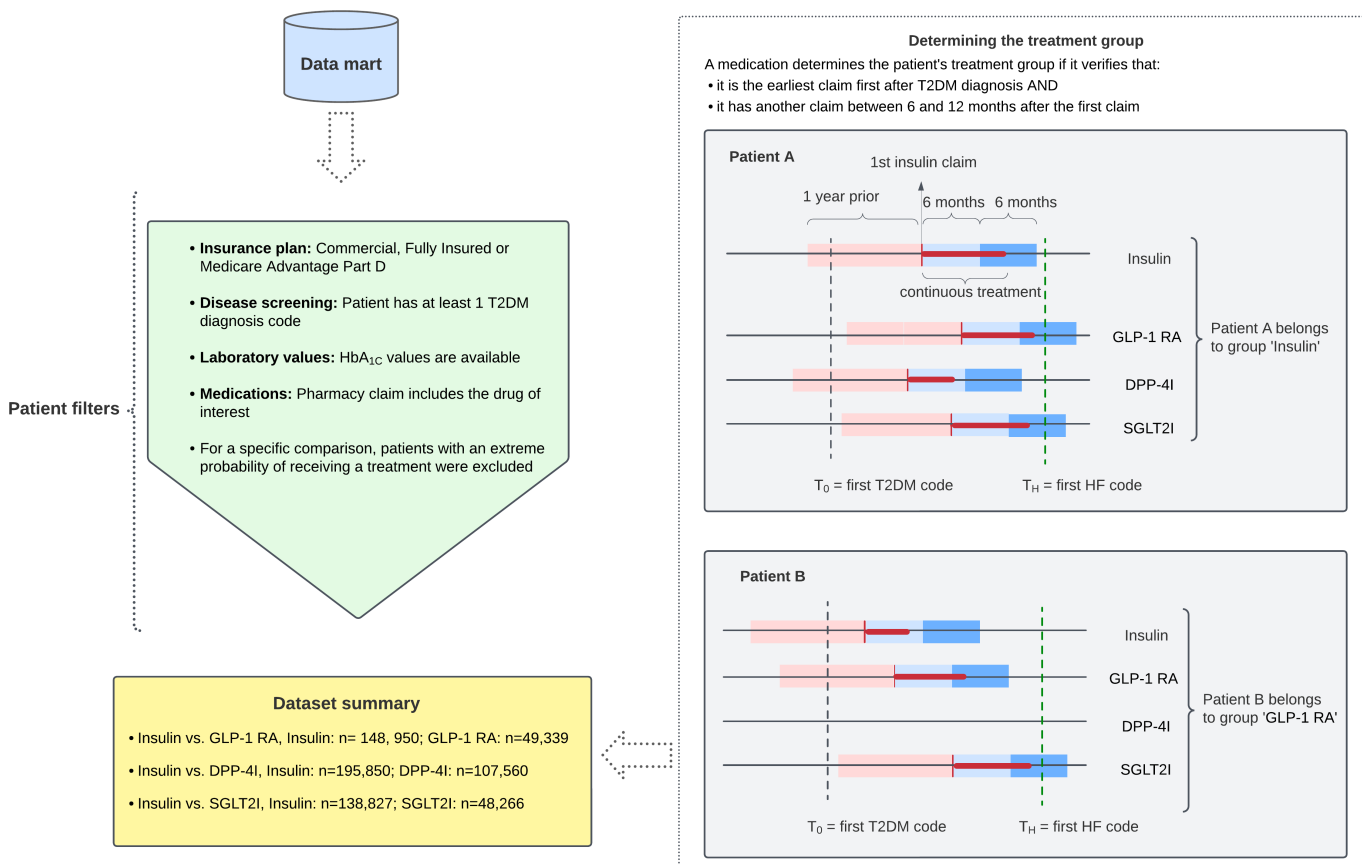 Data mart
Patient filters
• Insurance plan: Commercial, Fully Insured or
Medicare Advantage Part D
• Disease screening: Patient has at least 1 T2DM
diagnosis code
• Laboratory values: HbA1C values are available
• Medications: Pharmacy claim includes the drug of
interest
• For a specific comparison, patients with an extreme
probability of receiving a treatment were excluded
Dataset summary
• Insulin vs. GLP-1 RA, Insulin: n= 148, 950; GLP-1 RA: n=49,339
• Insulin vs. DPP-4I, Insulin: n=195,850; DPP-4I: n=107,560
• Insulin vs. SGLT2I, Insulin: n=138,827; SGLT2I: n=48,266
Determining the treatment group
A medication determines the patient's treatment group if it verifies that:
• it is the earliest claim first after T2DM diagnosis AND
• it has another claim between 6 and 12 months after the first claim
Patient A
1st insulin claim
1 year prior
6 months 6 months
Insulin
continuous treatment
GLP-1 RA
DPP-4I
SGLT2I
Patient A belongs
to group 'Insulin'
T0 = first T2DM code
TH = first HF code
Patient B
Insulin
GLP-1 RA
DPP-4I
SGLT2I
Patient B belongs
to group 'GLP-1 RA'
T0 = first T2DM code
TH = first HF code